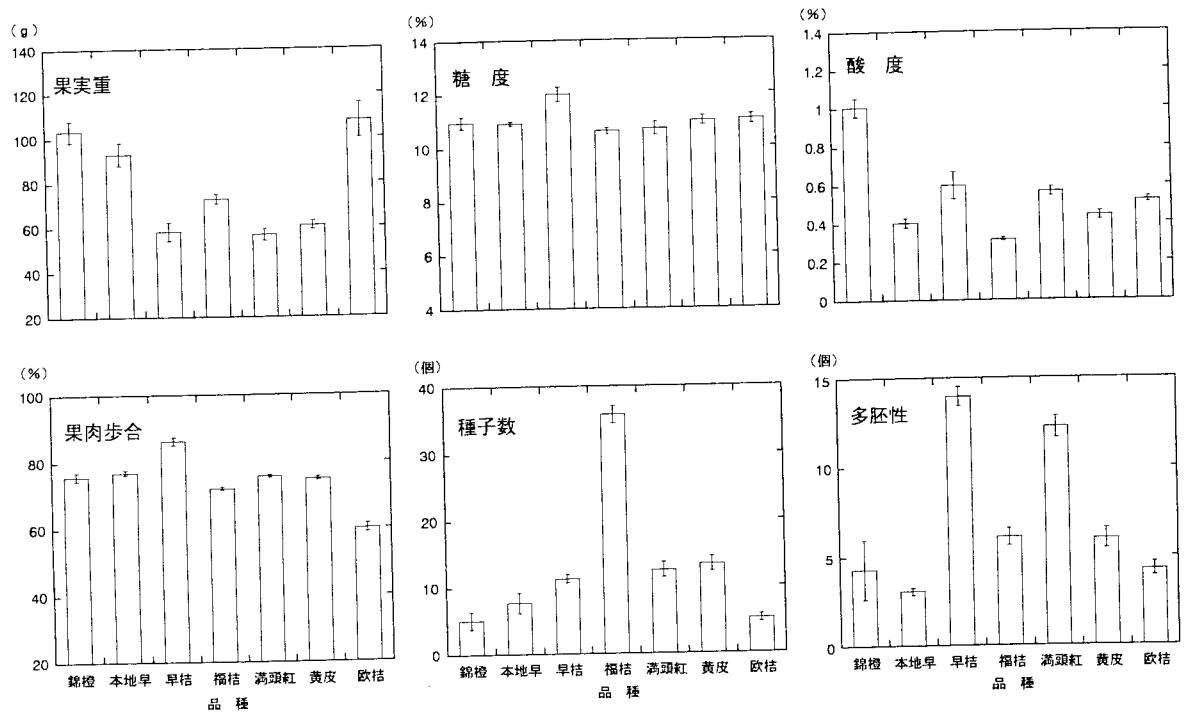 (g)
140
120
100
80
60
40
20
果実重
(%)
14
12
10
8
6
4
糖 度
(%)
1.4
1.2
1
0.8
0.6
0.4
0.2
0
酸 度
(%)
100
80
60
40
20
果肉歩合
錦橙 本地早 早桔 福桔 満頭紅 黄皮 欧桔
品 種
(個)
40
30
20
10
0
種子数
錦橙 本地早 早桔 福桔 満頭紅 黄皮 欧桔
品 種
(個)
15
10
5
0
多胚性
錦橙 本地早 早桔 福桔 満頭紅 黄皮 欧桔
品 種